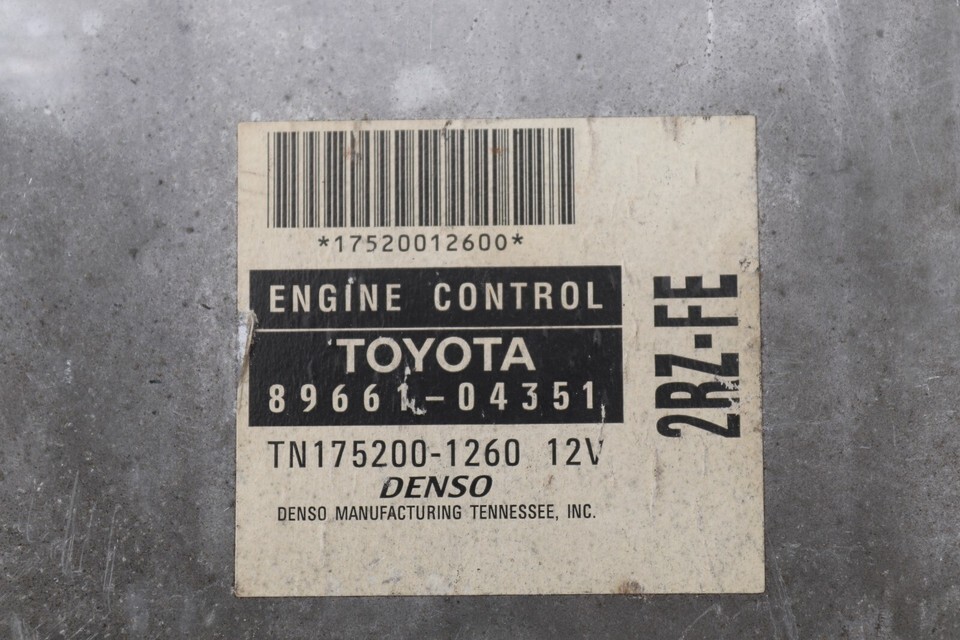 *17520012600*
ENGINE CONTROL
TOYOTA
89661-04351
TN175200-1260 12V
DENSO
DENSO MANUFACTURING TENNESSEE, INC.
2RZ-FE